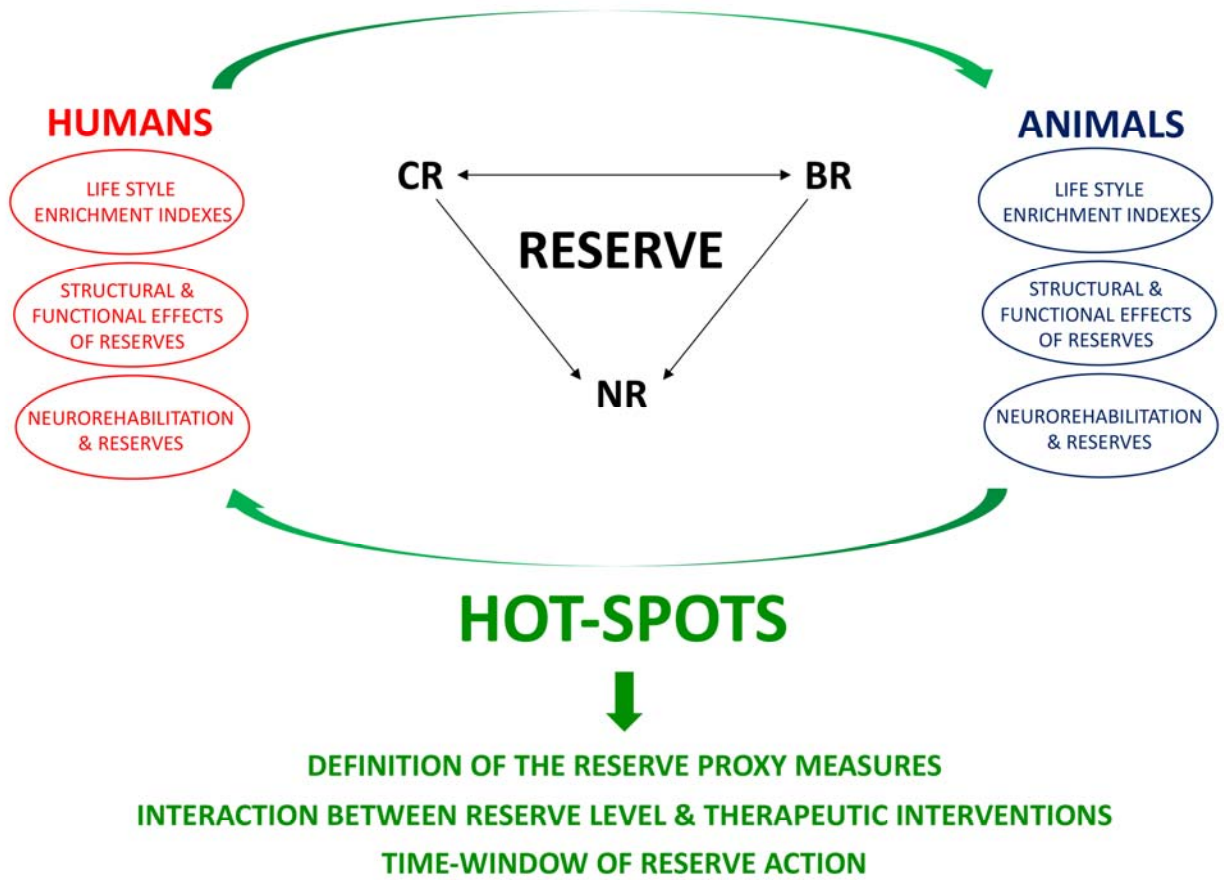 HUMANS
LIFE STYLE
ENRICHMENT INDEXES
STRUCTURAL &
FUNCTIONAL EFFECTS
OF RESERVES
NEUROREHABILITATION
& RESERVES
CR
BR
RESERVE
NR
ANIMALS
LIFE STYLE
ENRICHMENT INDEXES
STRUCTURAL &
FUNCTIONAL EFFECTS
OF RESERVES
NEUROREHABILITATION
& RESERVES
HOT-SPOTS
DEFINITION OF THE RESERVE PROXY MEASURES
INTERACTION BETWEEN RESERVE LEVEL & THERAPEUTIC INTERVENTIONS
TIME-WINDOW OF RESERVE ACTION